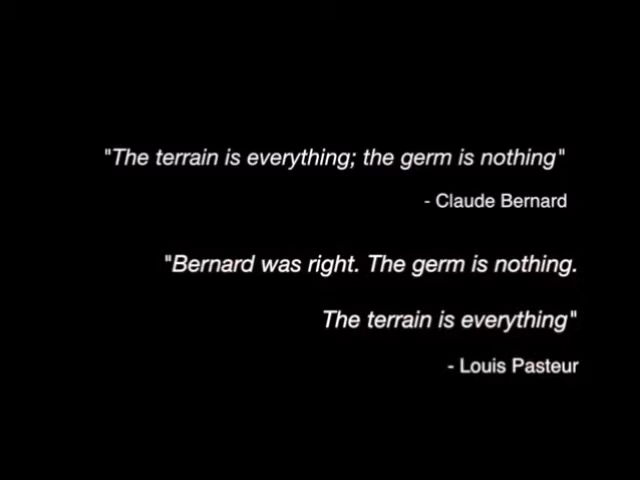 "The terrain is everything; the germ is nothing"
- Claude Bernard
"Bernard was right. The germ is nothing.
The terrain is everything"
- Louis Pasteur